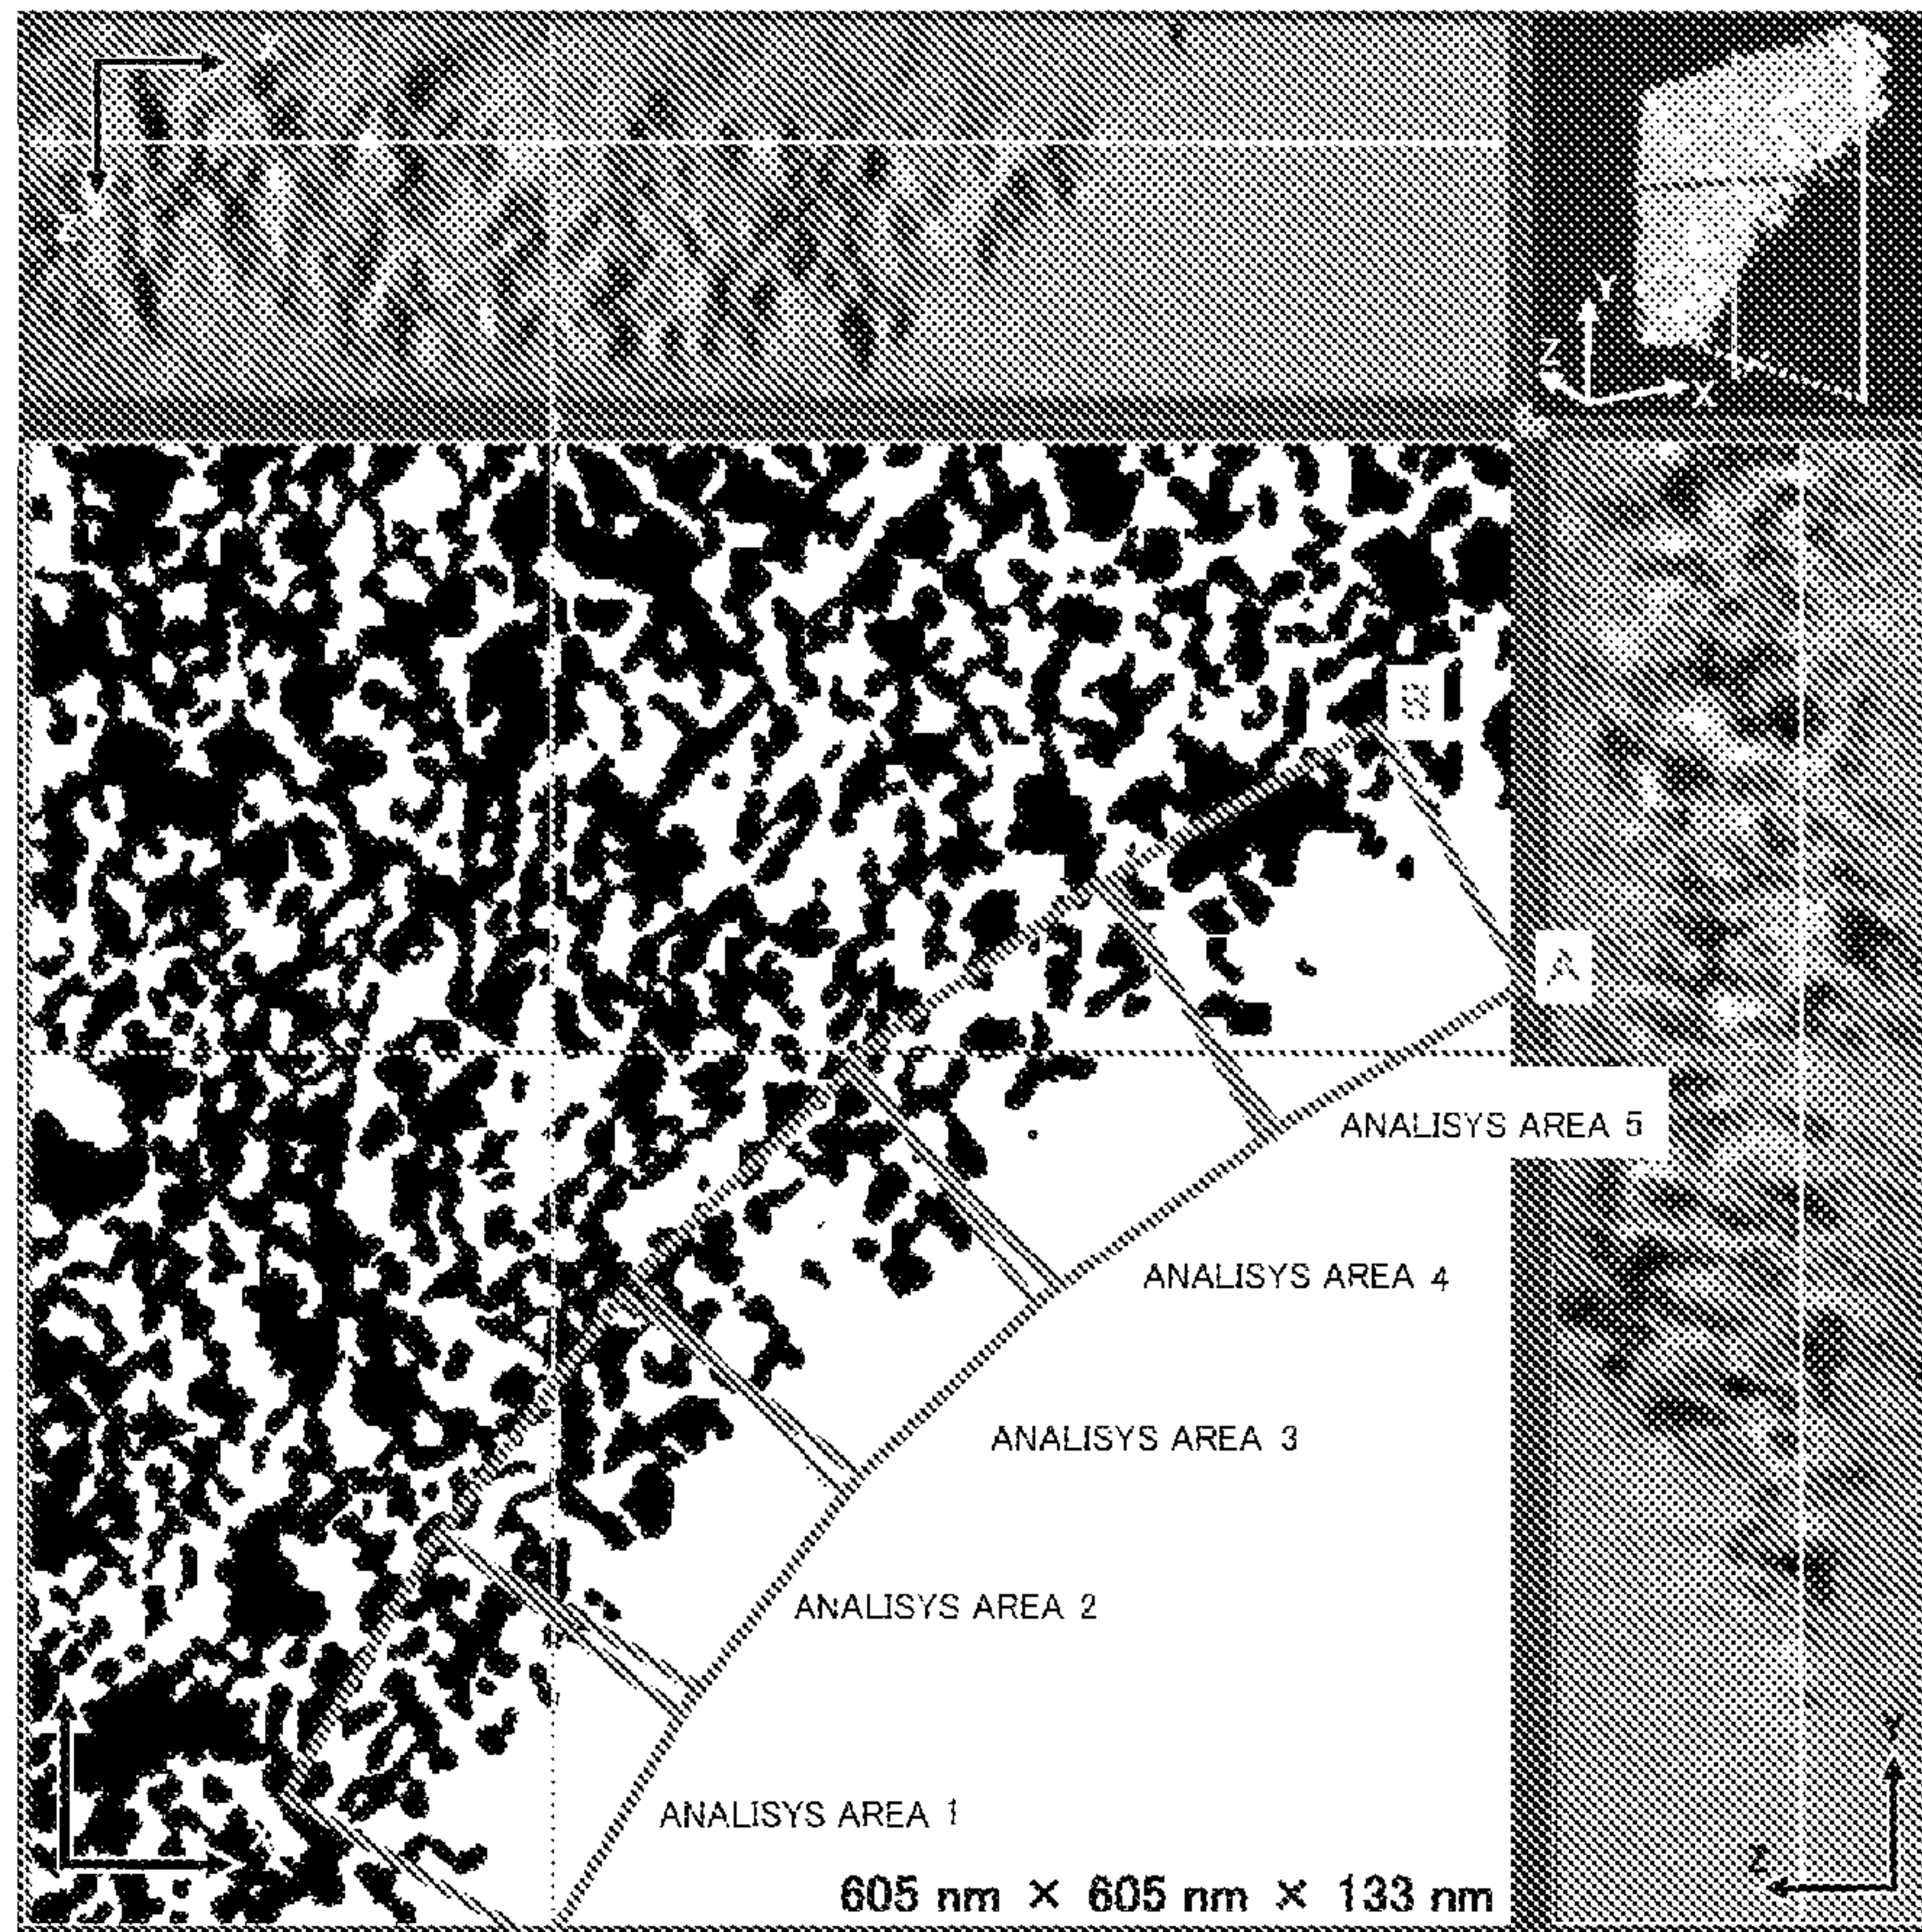 Y
Z
X
B
A
ANALISYS AREA 5
ANALISYS AREA 4
ANALISYS AREA 3
ANALISYS AREA 2
ANALISYS AREA 1
Y
Z
605 nm × 605 nm × 133 nm